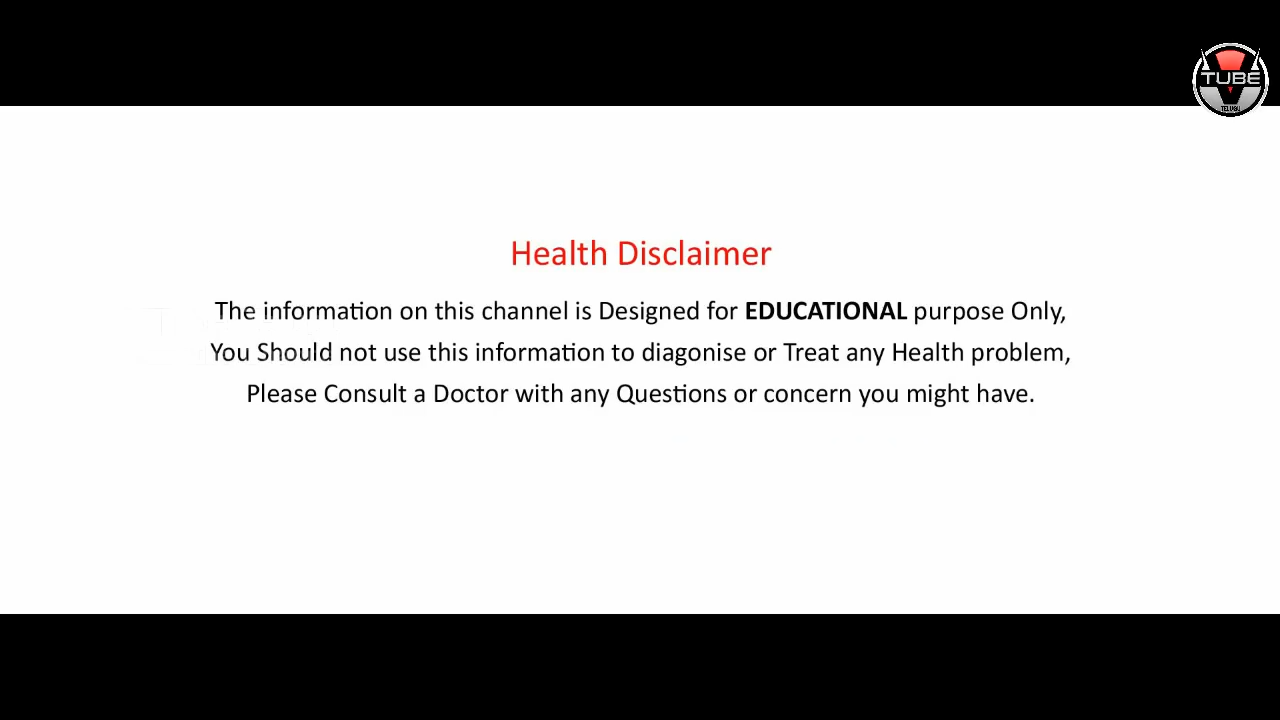 TUBE
TELUGU
Health Disclaimer
The information on this channel is Designed for EDUCATIONAL purpose Only,
You Should not use this information to diagonise or Treat any Health problem,
Please Consult a Doctor with any Questions or concern you might have.